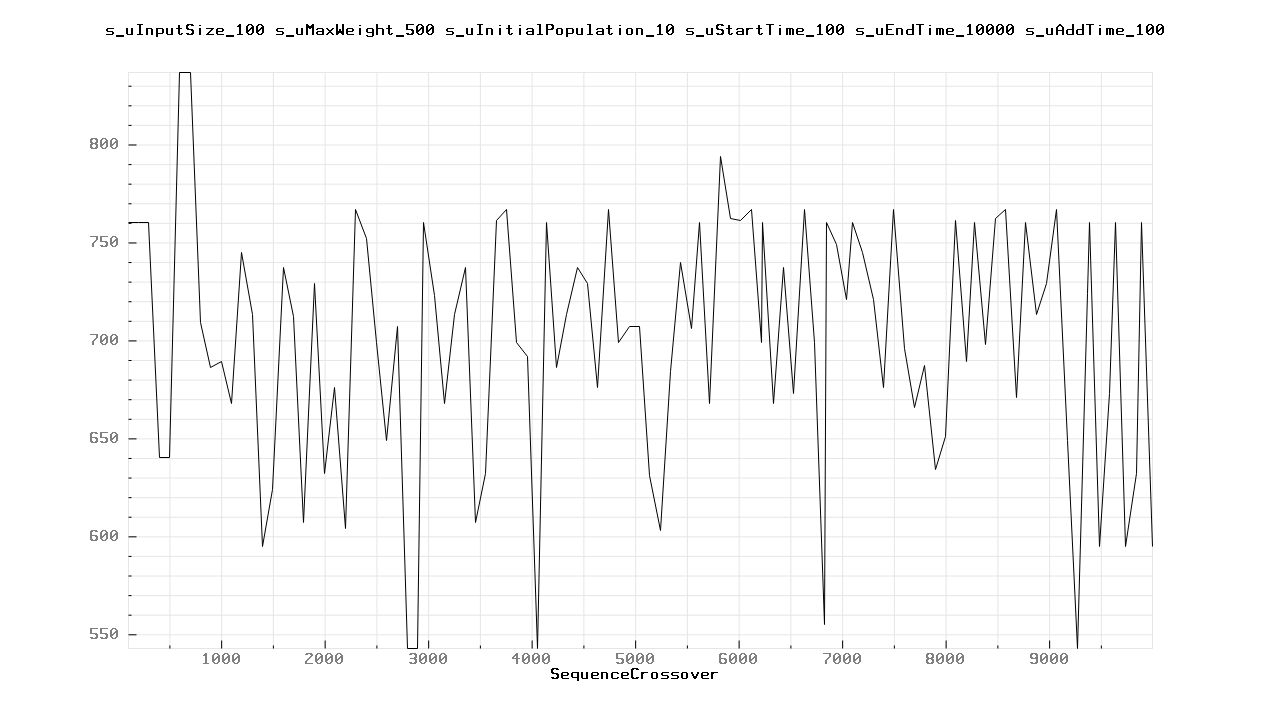 s_uInputSize_100 s_uMaxWeight_500 s_uInitialPopulation_10 s_uStartTime_100 s_uEndTime_10000 s_uAddTime_100
800
750
700
650
600
550
1000 2000 3000 4000 5000 6000 7000 8000 9000
SequenceCrossover